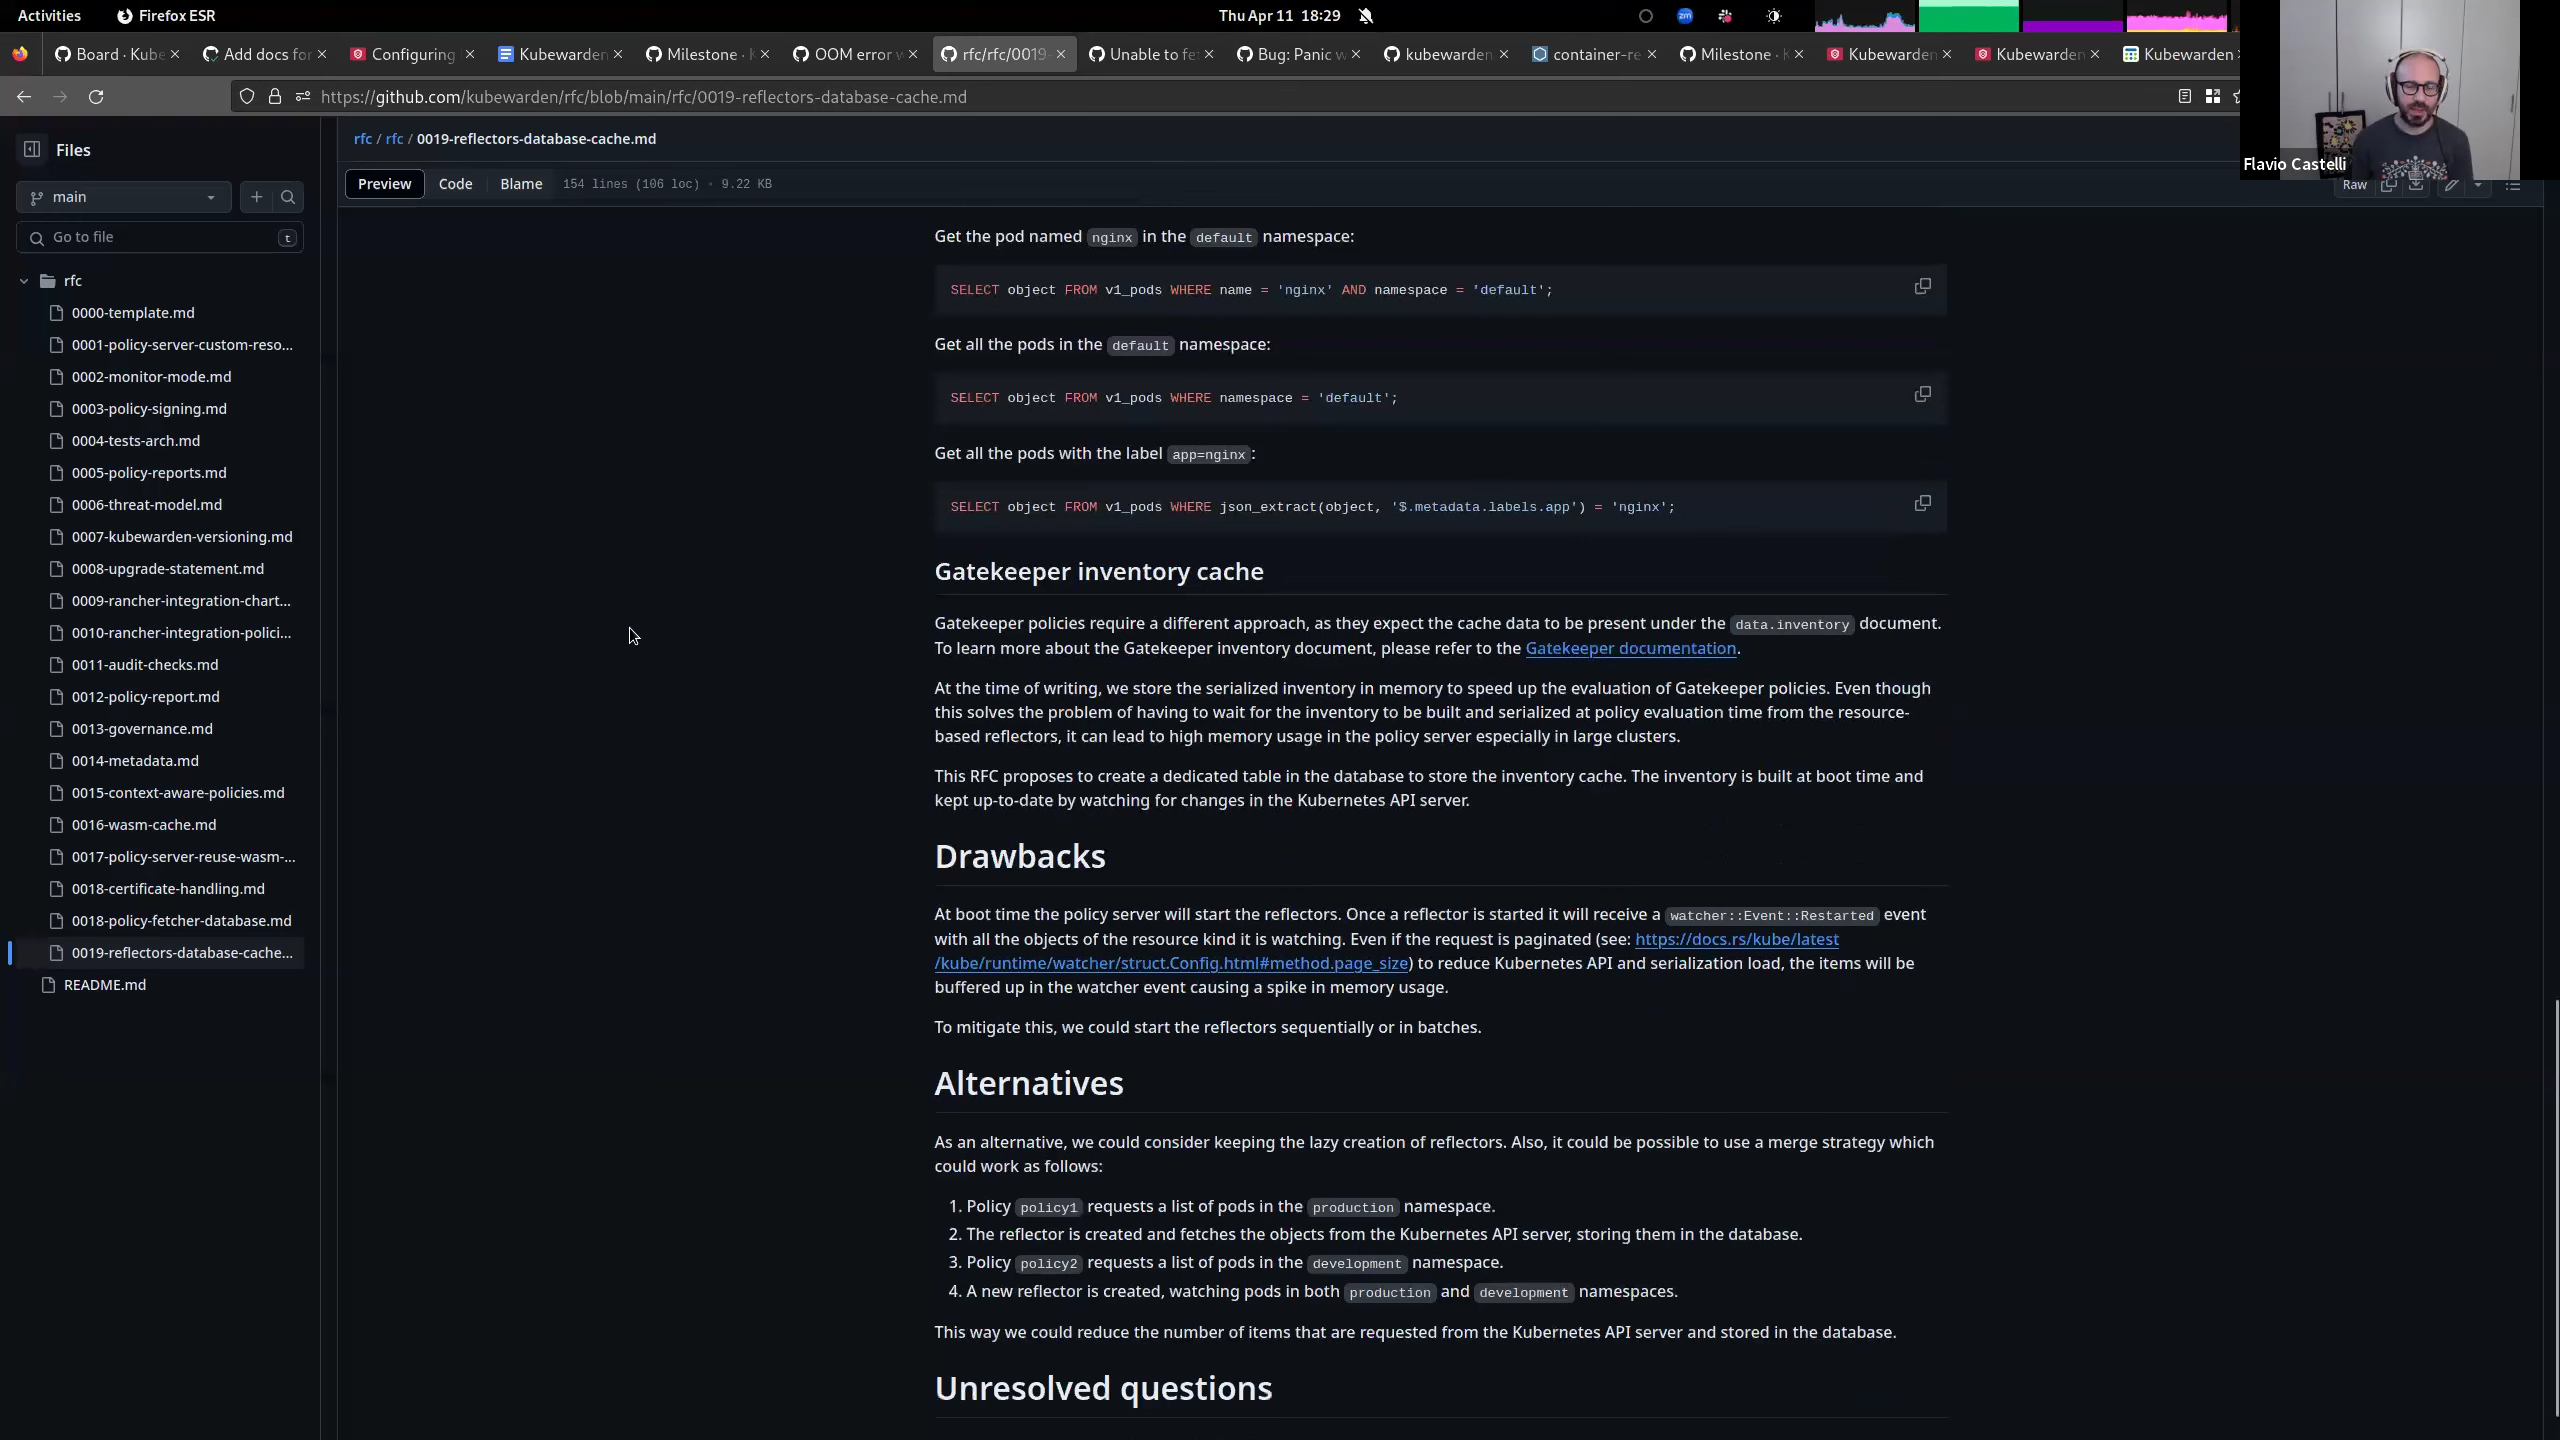 Activities
Firefox ESR
Thu Apr 11 18:29
zm
Board · Kube
Add docs for
Configuring
Kubewarden
Milestone ·
OOM error w
rfc/rfc/0019-
Unable to fe
Bug: Panic w
kubewarden
container-re
Milestone ·
Kubewarden
Kubewarden
Kubewarden
https://github.com/kubewarden/rfc/blob/main/rfc/0019-reflectors-database-cache.md
Flavio Castelli
Files
main
Go to file
t
rfc
0000-template.md
0001-policy-server-custom-reso...
0002-monitor-mode.md
0003-policy-signing.md
0004-tests-arch.md
0005-policy-reports.md
0006-threat-model.md
0007-kubewarden-versioning.md
0008-upgrade-statement.md
0009-rancher-integration-chart...
0010-rancher-integration-polici...
0011-audit-checks.md
0012-policy-report.md
0013-governance.md
0014-metadata.md
0015-context-aware-policies.md
0016-wasm-cache.md
0017-policy-server-reuse-wasm-...
0018-certificate-handling.md
0018-policy-fetcher-database.md
0019-reflectors-database-cache...
README.md
rfc / rfc / 0019-reflectors-database-cache.md
Preview
Code
Blame
154 lines (106 loc) · 9.22 KB
Raw
Get the pod named nginx in the default namespace:
SELECT object FROM v1_pods WHERE name = 'nginx' AND namespace = 'default';
Get all the pods in the default namespace:
SELECT object FROM v1_pods WHERE namespace = 'default';
Get all the pods with the label app=nginx:
SELECT object FROM v1_pods WHERE json_extract(object, '$.metadata.labels.app') = 'nginx';
Gatekeeper inventory cache
Gatekeeper policies require a different approach, as they expect the cache data to be present under the data.inventory document.
To learn more about the Gatekeeper inventory document, please refer to the Gatekeeper documentation.
At the time of writing, we store the serialized inventory in memory to speed up the evaluation of Gatekeeper policies. Even though
this solves the problem of having to wait for the inventory to be built and serialized at policy evaluation time from the resource-
based reflectors, it can lead to high memory usage in the policy server especially in large clusters.
This RFC proposes to create a dedicated table in the database to store the inventory cache. The inventory is built at boot time and
kept up-to-date by watching for changes in the Kubernetes API server.
Drawbacks
At boot time the policy server will start the reflectors. Once a reflector is started it will receive a watcher::Event::Restarted event
with all the objects of the resource kind it is watching. Even if the request is paginated (see: https://docs.rs/kube/latest
/kube/runtime/watcher/struct.Config.html#method.page_size) to reduce Kubernetes API and serialization load, the items will be
buffered up in the watcher event causing a spike in memory usage.
To mitigate this, we could start the reflectors sequentially or in batches.
Alternatives
As an alternative, we could consider keeping the lazy creation of reflectors. Also, it could be possible to use a merge strategy which
could work as follows:
1. Policy policy1 requests a list of pods in the production namespace.
2. The reflector is created and fetches the objects from the Kubernetes API server, storing them in the database.
3. Policy policy2 requests a list of pods in the development namespace.
4. A new reflector is created, watching pods in both production and development namespaces.
This way we could reduce the number of items that are requested from the Kubernetes API server and stored in the database.
Unresolved questions